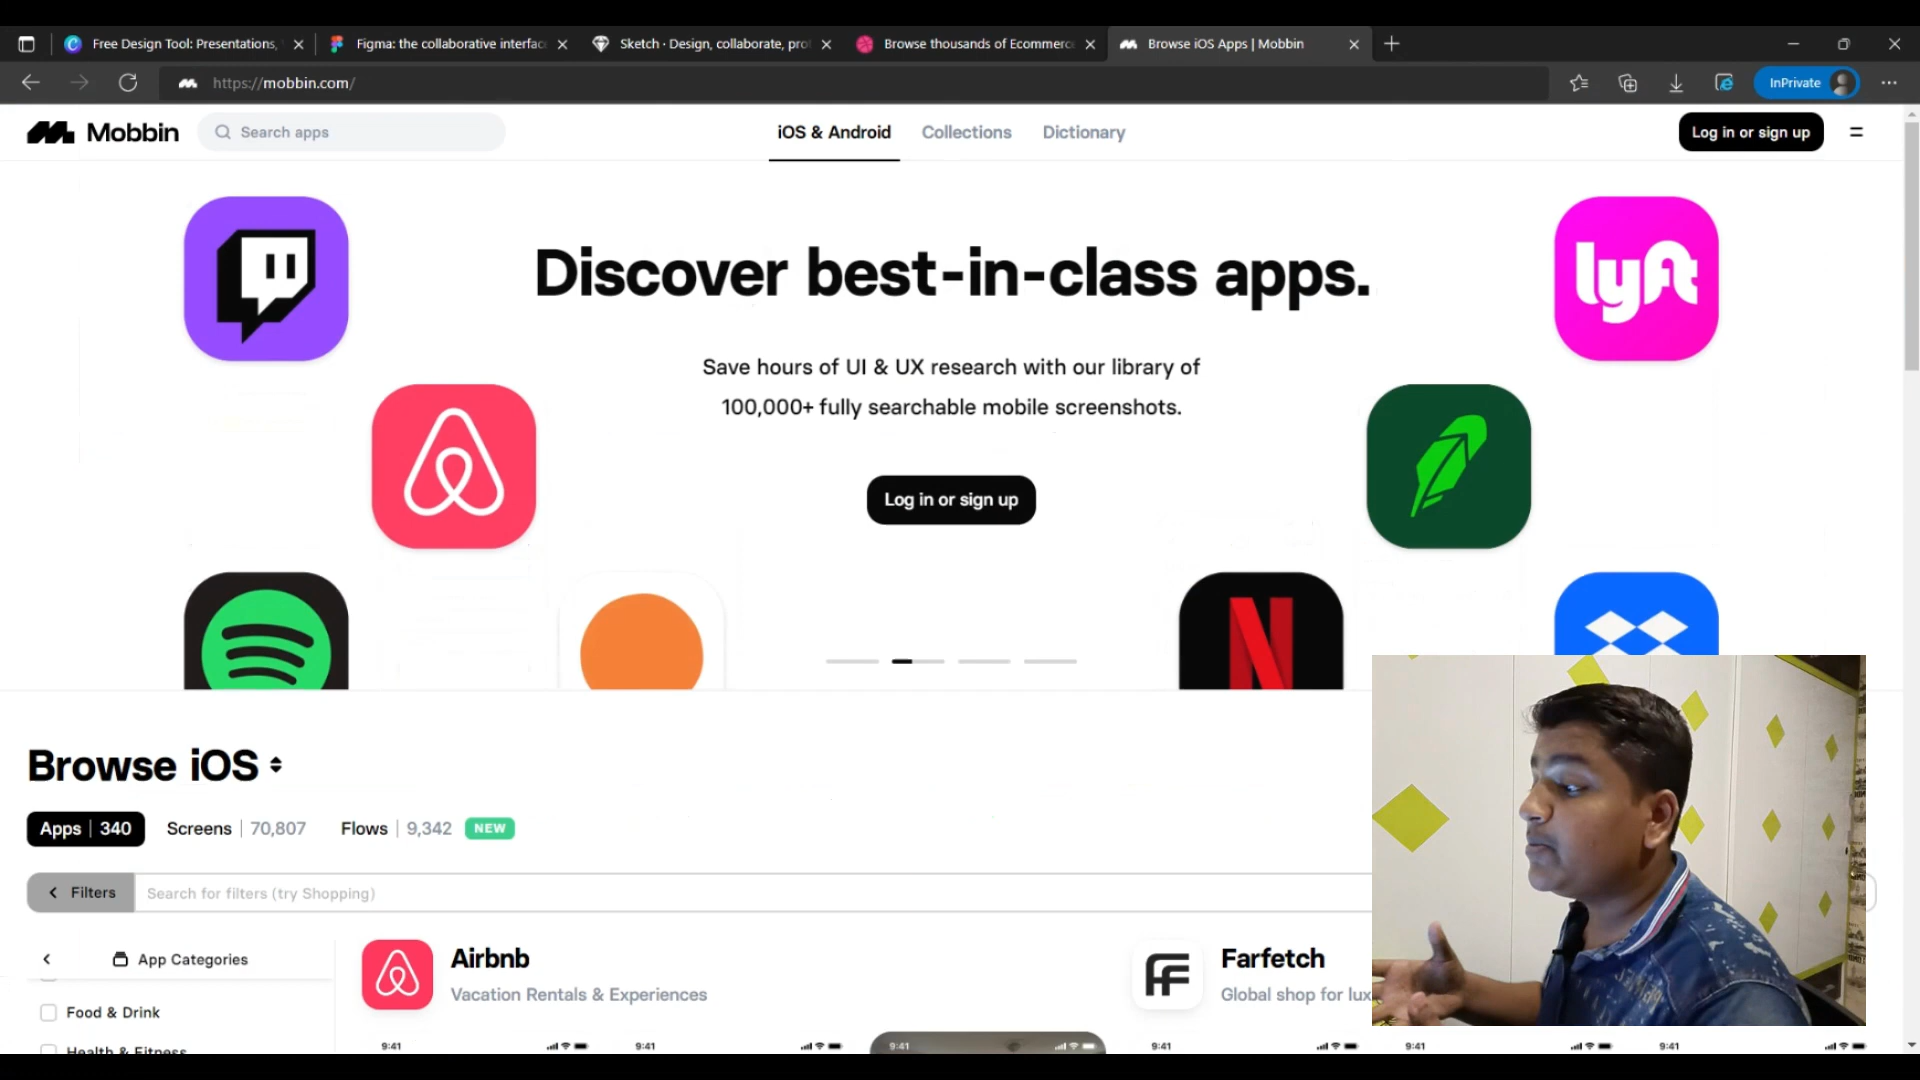 Free Design Tool: Presentations,
Figma: the collaborative interfac
Sketch · Design, collaborate, pro
Browse thousands of Ecommerc
Browse iOS Apps | Mobbin
https://mobbin.com/
InPrivate
Mobbin
Search apps
iOS & Android
Collections
Dictionary
Log in or sign up
Discover best-in-class apps.
lyft
Save hours of UI & UX research with our library of
100,000+ fully searchable mobile screenshots.
Log in or sign up
N
Browse iOS
Apps | 340
Screens | 70,807
Flows | 9,342 NEW
Filters
Search for filters (try Shopping)
App Categories
Airbnb
Farfetch
Vacation Rentals & Experiences
Global shop for lux
Food & Drink
Health & Fitness
9:41
9:41
9:41
9:41
9:41
9:41